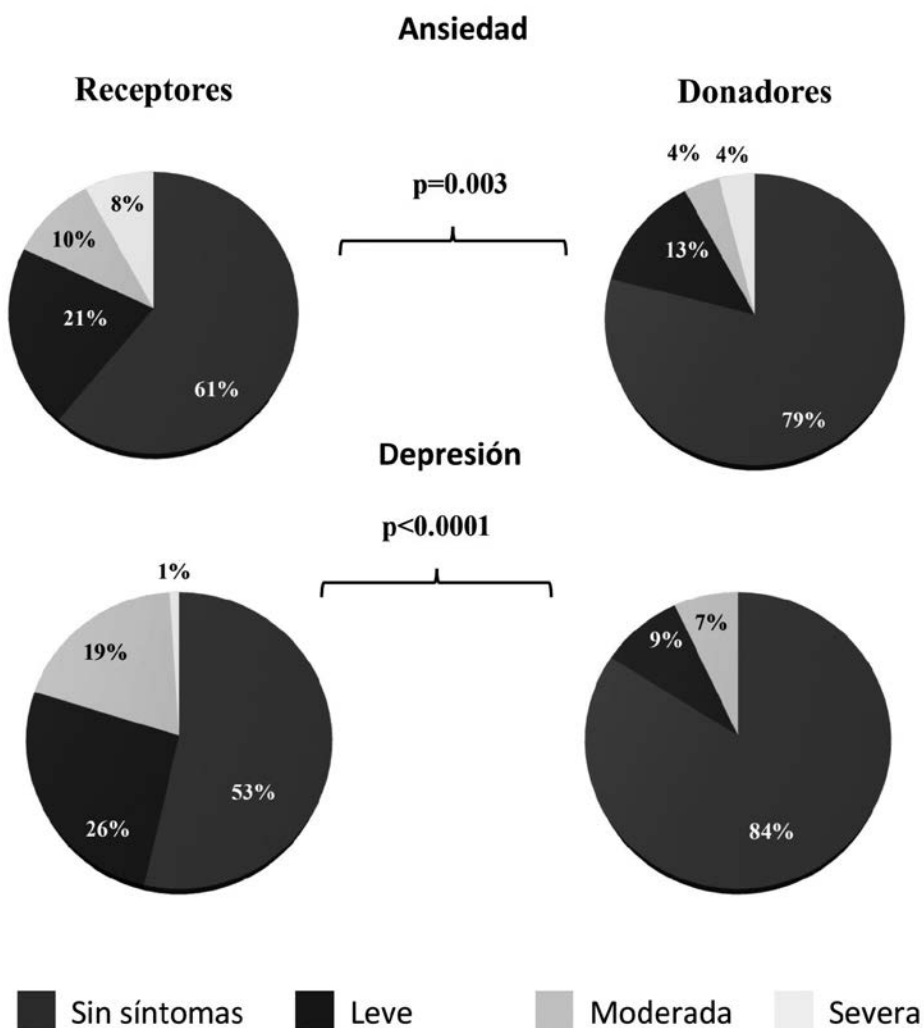 Ansiedad
Receptores
Donadores
p=0.003
8%
10%
21%
61%
4% 4%
13%
79%
Depresión
p<0.0001
1%
19%
26%
53%
7%
9%
84%
Sin síntomas Leve Moderada Severa